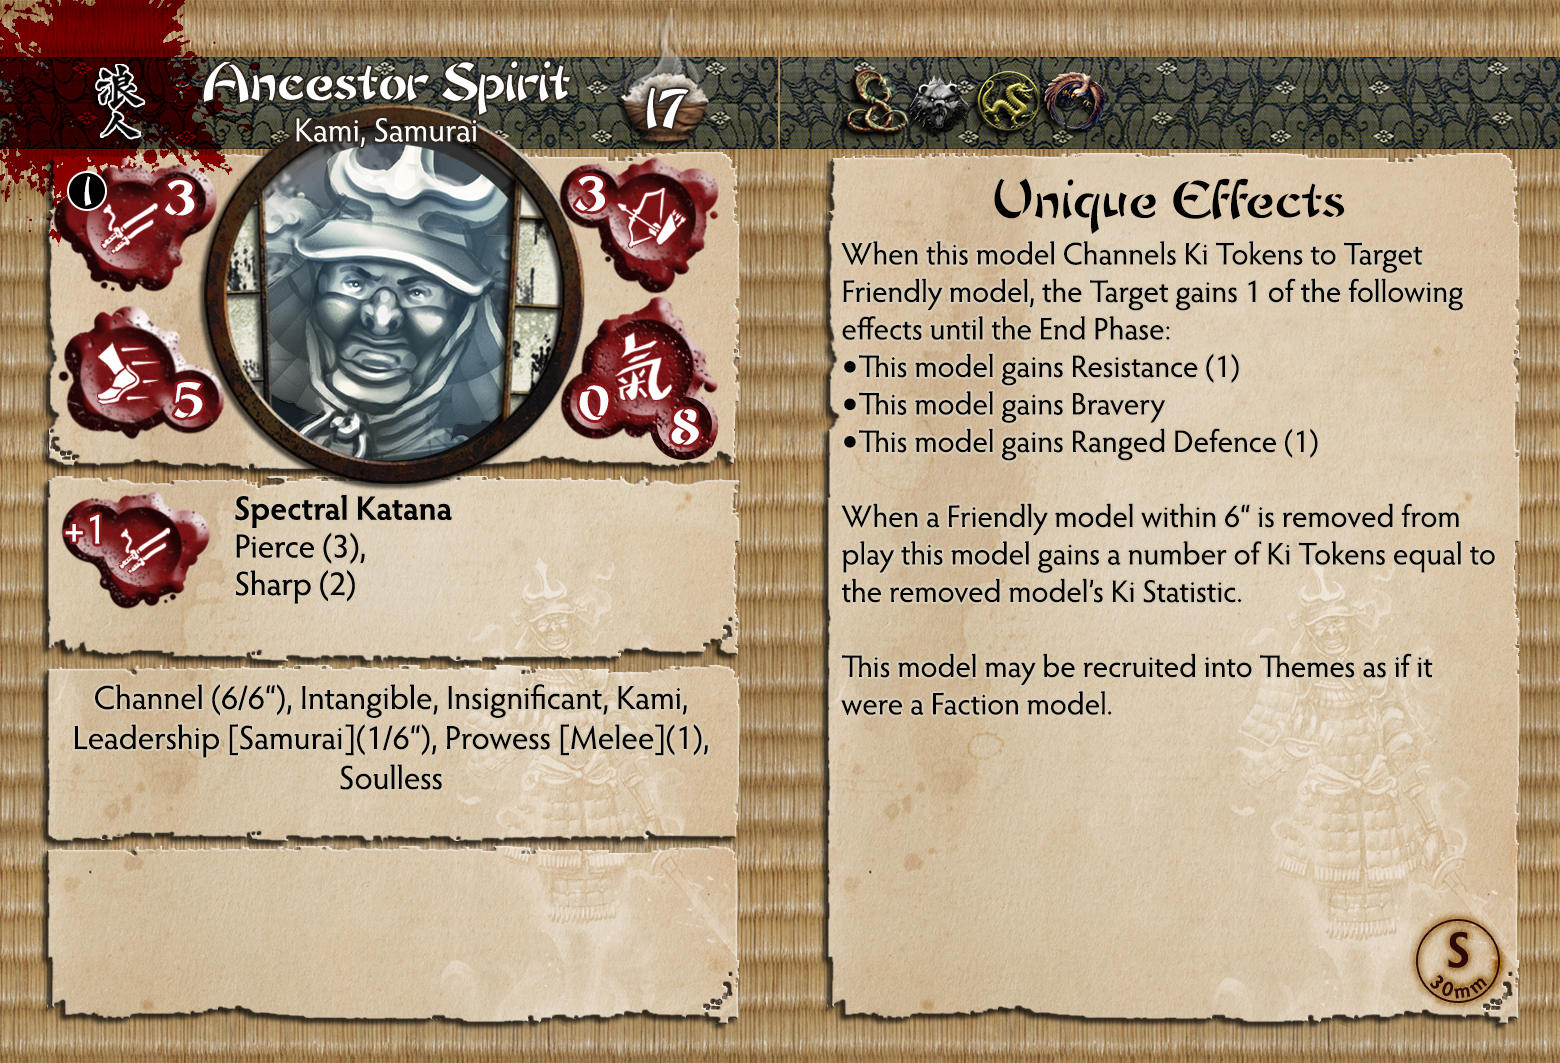 浪人
Ancestor Spirit
Kami, Samurai
17
1
3
3
5
氣
0
8
+1
Spectral Katana
Pierce (3),
Sharp (2)
Channel (6/6“), Intangible, Insignificant, Kami,
Leadership [Samurai](1/6“), Prowess [Melee](1),
Soulless
Unique Effects
When this model Channels Ki Tokens to Target
Friendly model, the Target gains 1 of the following
effects until the End Phase:
•This model gains Resistance (1)
•This model gains Bravery
•This model gains Ranged Defence (1)
When a Friendly model within 6“ is removed from
play this model gains a number of Ki Tokens equal to
the removed model’s Ki Statistic.
This model may be recruited into Themes as if it
were a Faction model.
S
30mm